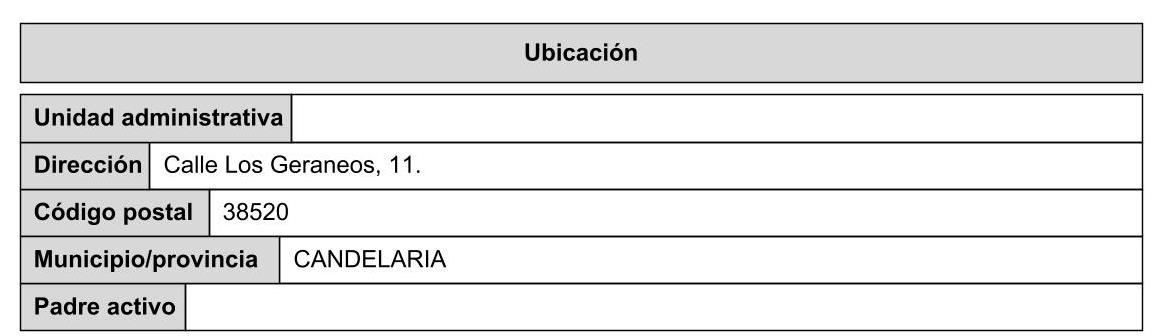 Ubicación
Unidad administrativa
Dirección Calle Los Geraneos, 11.
Código postal 38520
Municipio/provincia CANDELARIA
Padre activo